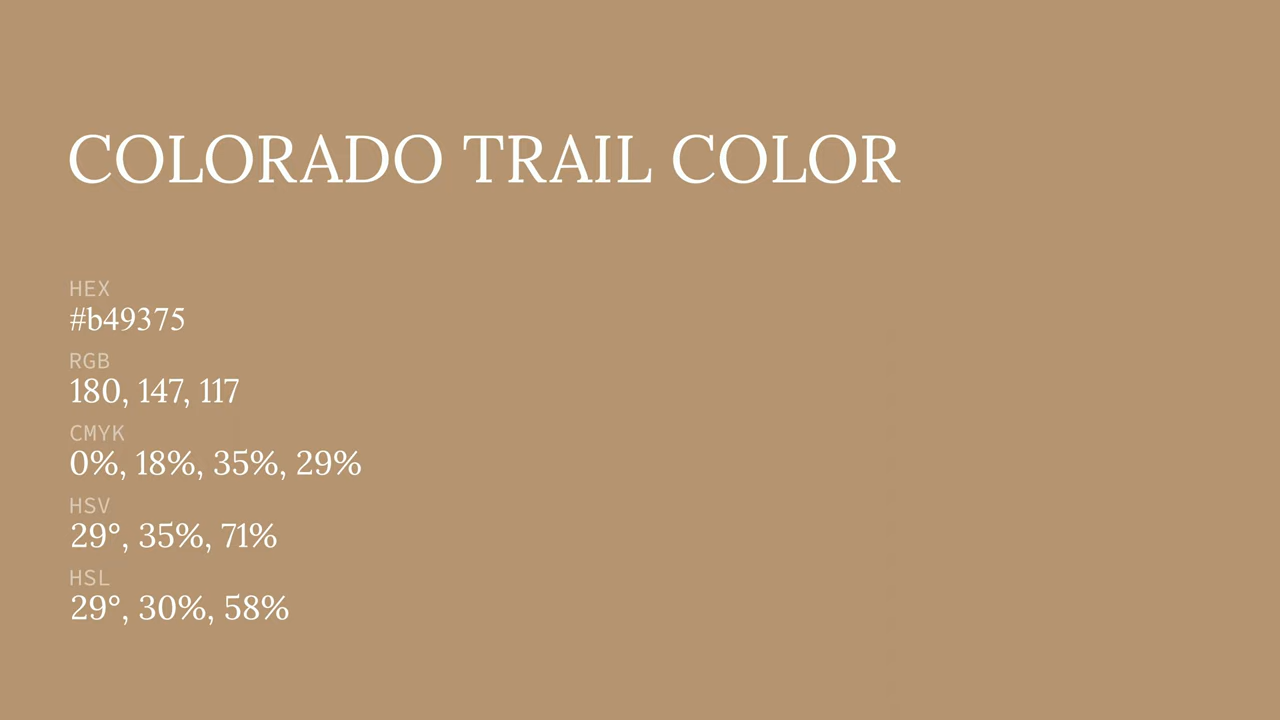 COLORADO TRAIL COLOR
HEX
#b49375
RGB
180, 147, 117
CMYK
0%, 18%, 35%, 29%
HSV
29°, 35%, 71%
HSL
29°, 30%, 58%